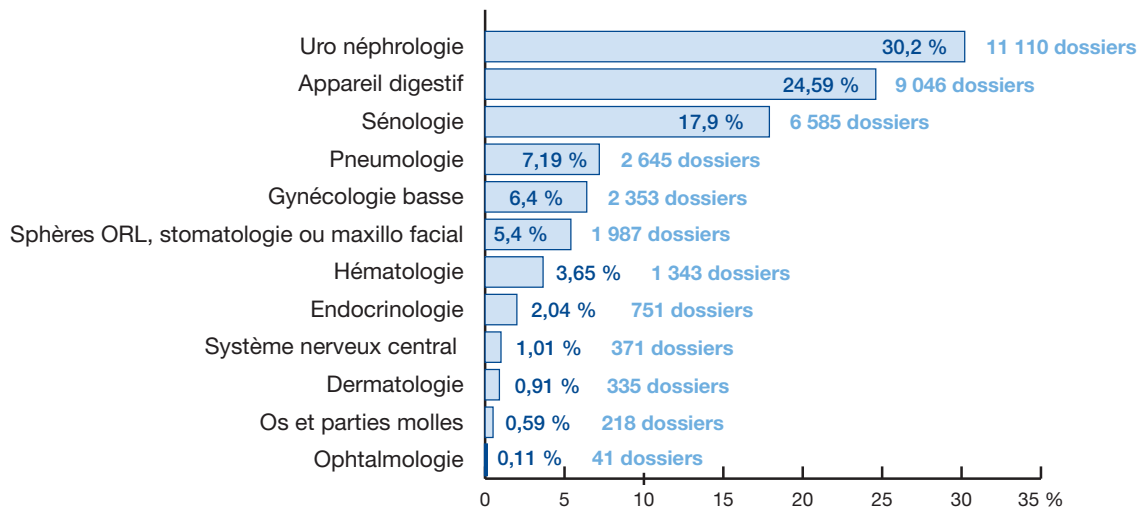 Uro néphrologie 30,2 % 11 110 dossiers
Appareil digestif 24,59 % 9 046 dossiers
Sénologie 17,9 % 6 585 dossiers
Pneumologie 7,19 % 2 645 dossiers
Gynécologie basse 6,4 % 2 353 dossiers
Sphères ORL, stomatologie ou maxillo facial 5,4 % 1 987 dossiers
Hématologie 3,65 % 1 343 dossiers
Endocrinologie 2,04 % 751 dossiers
Système nerveux central 1,01 % 371 dossiers
Dermatologie 0,91 % 335 dossiers
Os et parties molles 0,59 % 218 dossiers
Ophtalmologie 0,11 % 41 dossiers
0 5 10 15 20 25 30 35 %